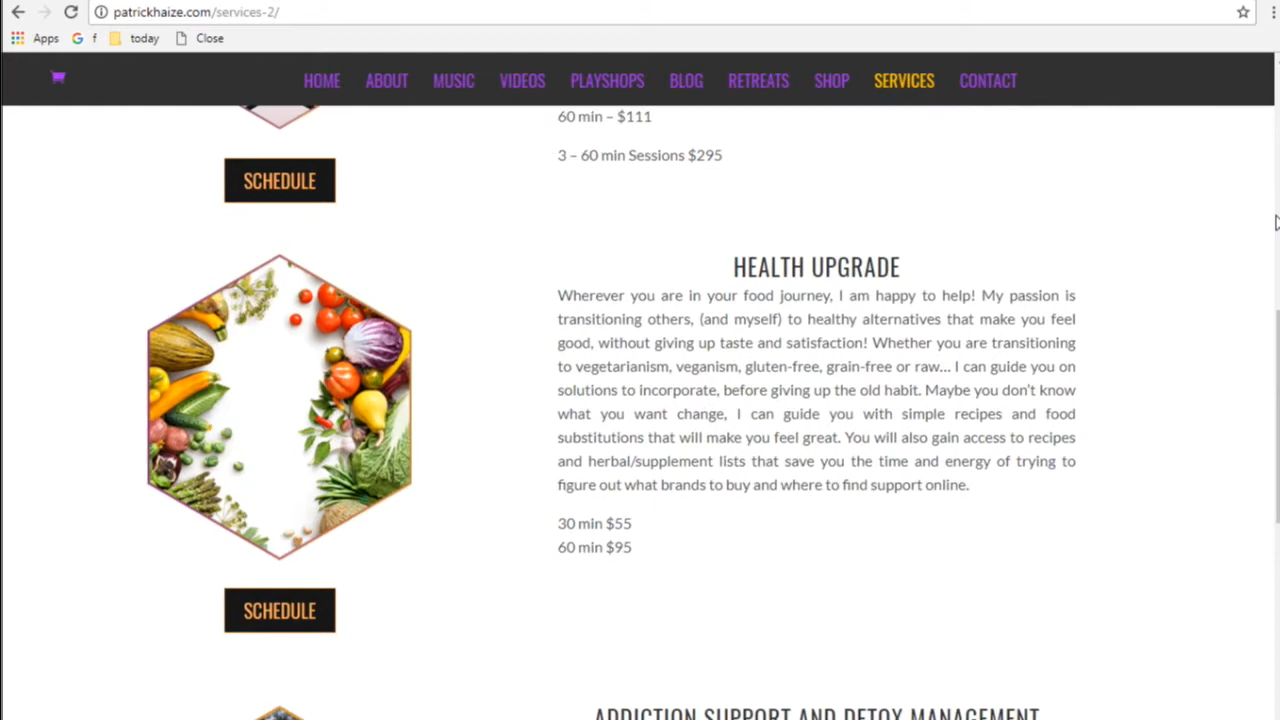 patrickhaize.com/services-2/
Apps f today Close
HOME ABOUT MUSIC VIDEOS PLAYSHOPS BLOG RETREATS SHOP SERVICES CONTACT
60 min – $111
3 – 60 min Sessions $295
SCHEDULE
HEALTH UPGRADE
Wherever you are in your food journey, I am happy to help! My passion is
transitioning others, (and myself) to healthy alternatives that make you feel
good, without giving up taste and satisfaction! Whether you are transitioning
to vegetarianism, veganism, gluten-free, grain-free or raw... I can guide you on
solutions to incorporate, before giving up the old habit. Maybe you don't know
what you want change, I can guide you with simple recipes and food
substitutions that will make you feel great. You will also gain access to recipes
and herbal/supplement lists that save you the time and energy of trying to
figure out what brands to buy and where to find support online.
30 min $55
60 min $95
SCHEDULE
ADDICTION SUPPORT AND DETOX MANAGEMENT